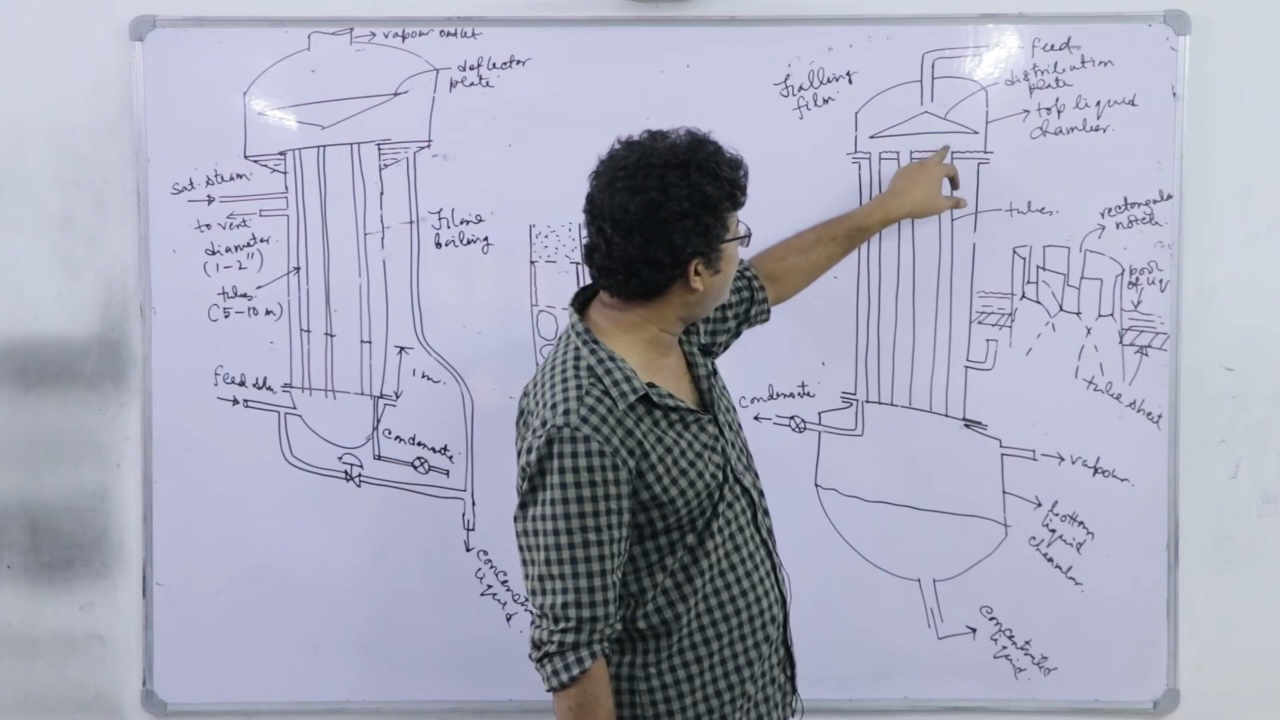 vapour outlet
deflector
plate
sat. steam
to vent
diameter
(1-2")
tubes
(5-10 m)
boiling
1 m.
feed
condensate
liquid.
falling
film
feed
distribution
plate
top liquid
chamber.
tubes.
rectangular
notch
pool
of liq
tube sheet
condensate
vapour.
bottom
liquid
chamber
concentrated
liquid.